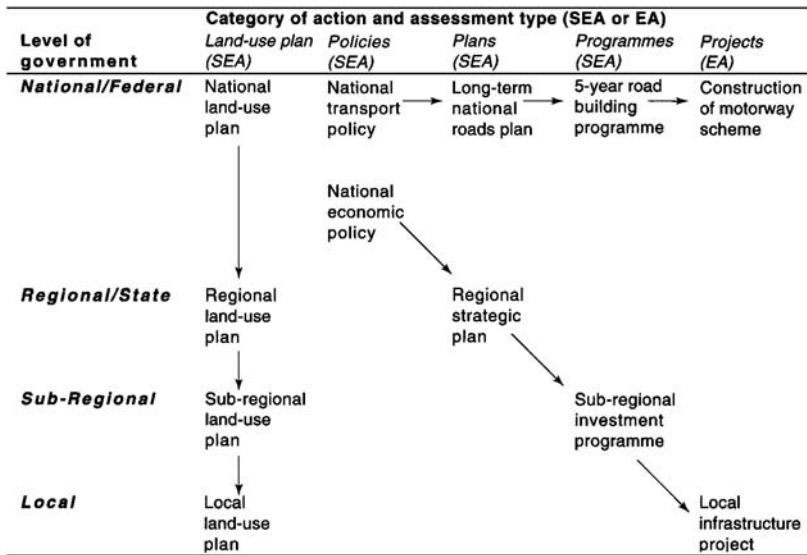 Category of action and assessment type (SEA or EA)
Level of government
Land-use plan (SEA)
Policies (SEA)
Plans (SEA)
Programmes (SEA)
Projects (EA)
National/Federal
National land-use plan
National transport policy
Long-term national roads plan
5-year road building programme
Construction of motorway scheme
National economic policy
Regional/State
Regional land-use plan
Regional strategic plan
Sub-Regional
Sub-regional land-use plan
Sub-regional investment programme
Local
Local land-use plan
Local infrastructure project